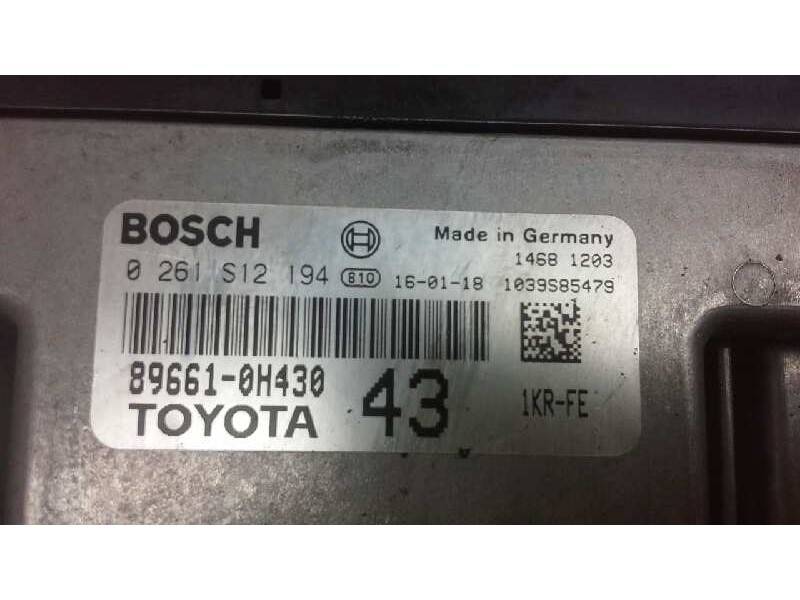 BOSCH
Made in Germany
1468 1203
0 261 S12 194 810 16-01-18 1039S85479
89661-0H430
TOYOTA
43
1KR-FE